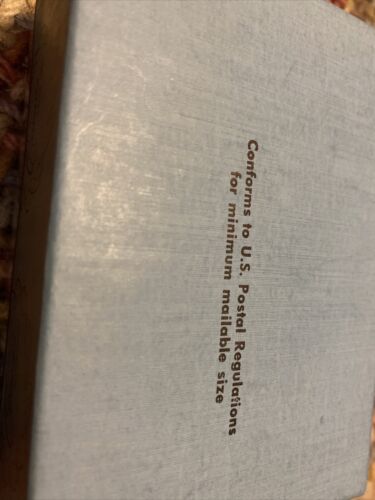 Conforms to U.S. Postal Regulations
for minimum mailable size